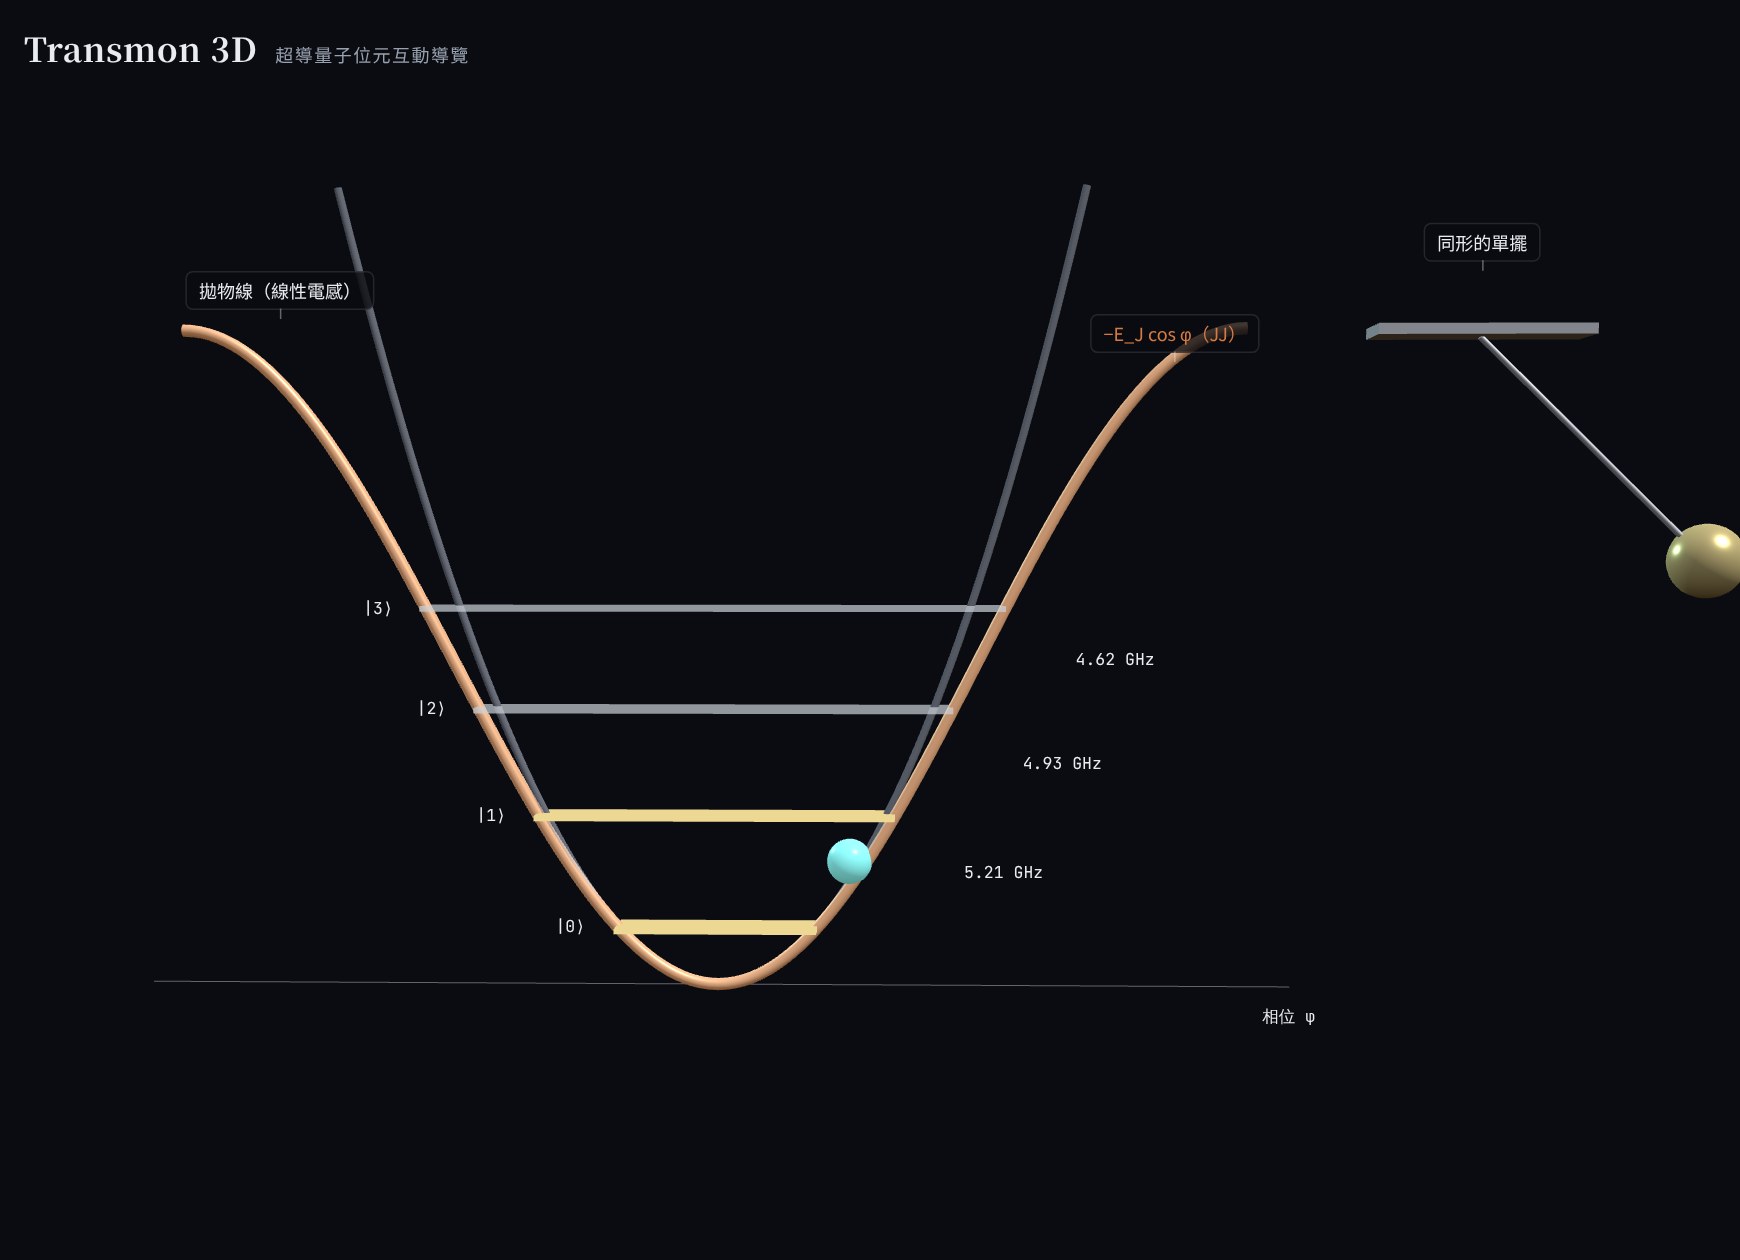 Transmon 3D 超導量子位元互動導覽
同形的單擺
拋物線（線性電感）
−E_J cos φ（JJ）
|3⟩
4.62 GHz
|2⟩
4.93 GHz
|1⟩
5.21 GHz
|0⟩
相位 φ